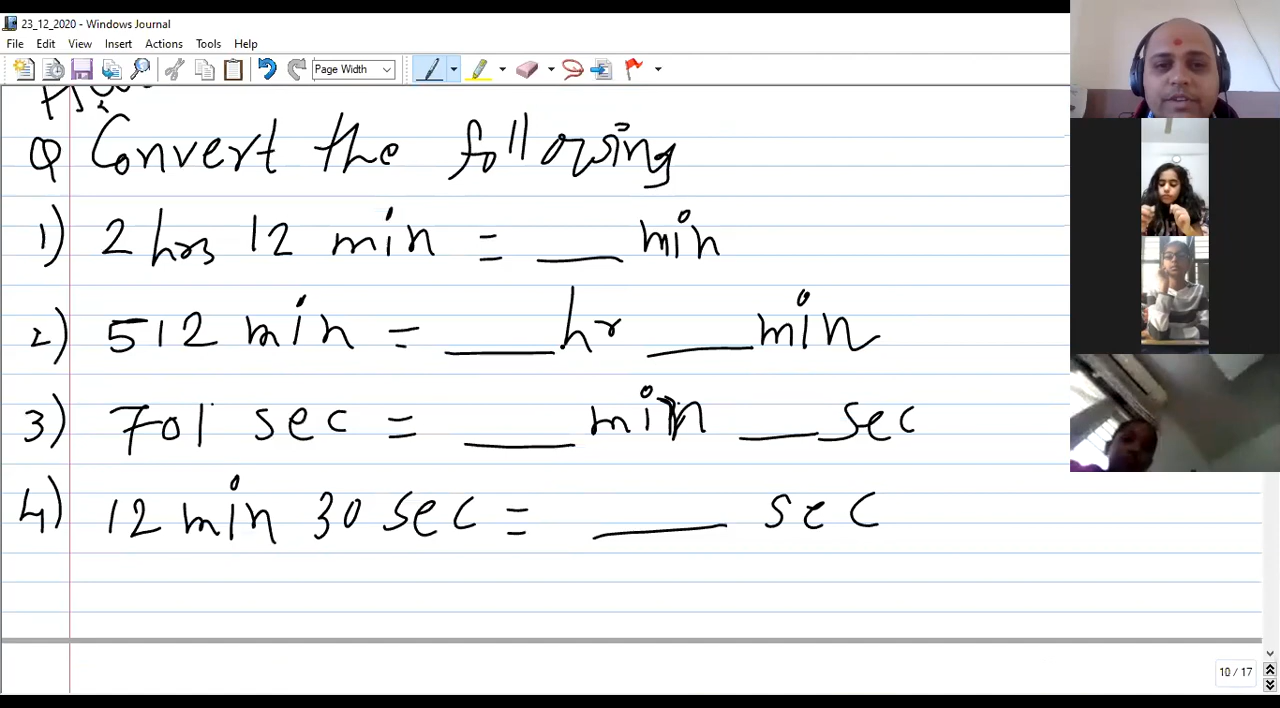 23_12_2020 - Windows Journal
File Edit View Insert Actions Tools Help
Page Width
Q Convert the following
1) 2 hrs 12 min = ___ min
2) 512 min = ___ hr ___ min
3) 701 sec = ___ min ___ sec
4) 12 min 30 sec = ___ sec
10 / 17